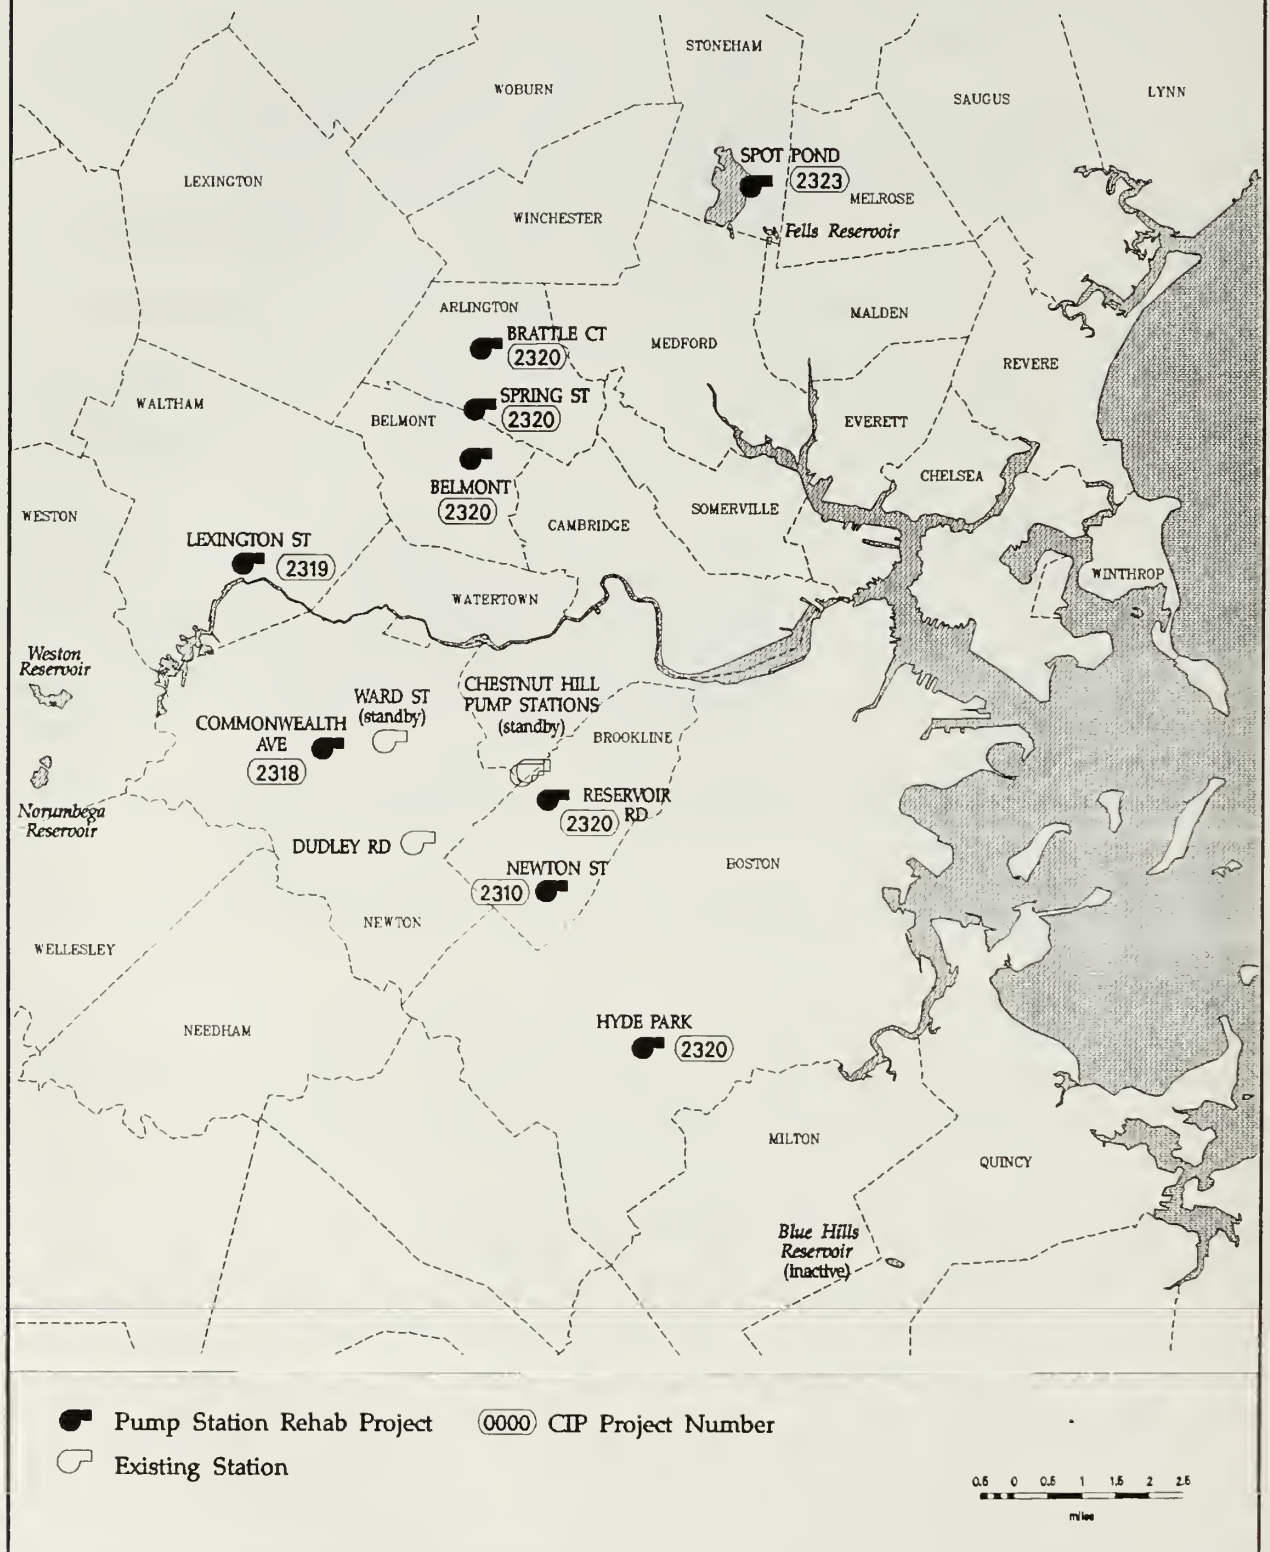 STONEHAM
WOBURN
SAUGUS
LYNN
SPOT POND
2323
LEXINGTON
MELROSE
WINCHESTER
Fells Reservoir
ARLINGTON
MALDEN
BRATTLE CT
2320
MEDFORD
REVERE
SPRING ST
2320
WALTHAM
BELMONT
EVERETT
CHELSEA
BELMONT
2320
SOMERVILLE
WESTON
CAMBRIDGE
LEXINGTON ST
2319
WINTHROP
WATERTOWN
Weston
Reservoir
WARD ST
(standby)
CHESTNUT HILL
PUMP STATIONS
(standby)
COMMONWEALTH
AVE
2318
BROOKLINE
RESERVOIR
RD
2320
Norumbega
Reservoir
DUDLEY RD
BOSTON
NEWTON ST
2310
NEWTON
WELLESLEY
HYDE PARK
2320
NEEDHAM
MILTON
QUINCY
Blue Hills
Reservoir
(inactive)
Pump Station Rehab Project
0000 CIP Project Number
Existing Station
0.5 0 0.5 1 1.5 2 2.5
miles